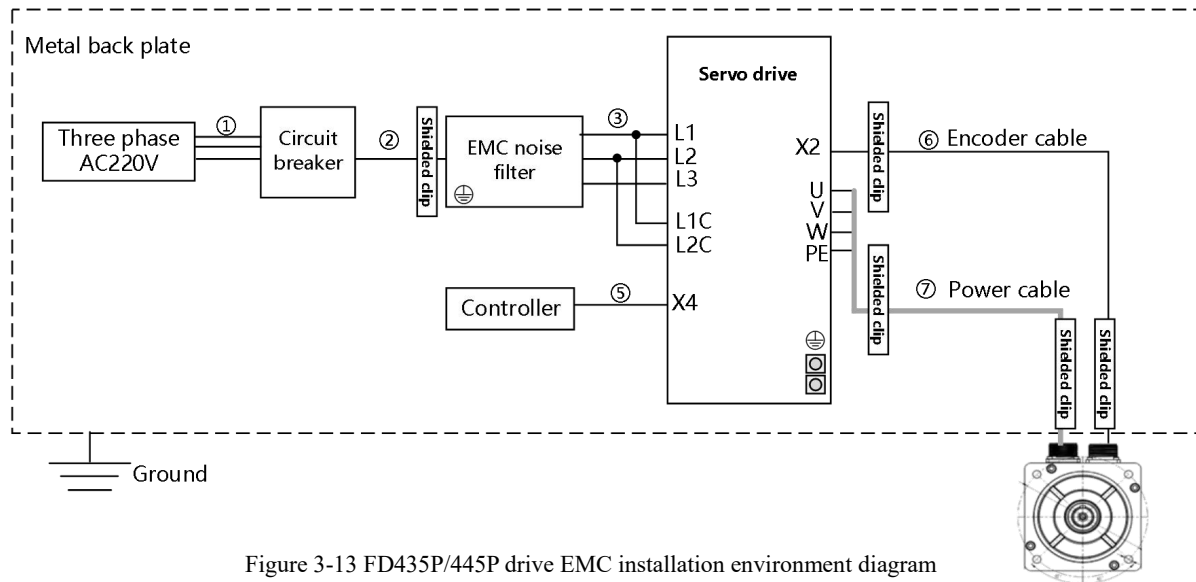 Metal back plate
Servo drive
Three phase
AC220V
①
Circuit
breaker
②
Shielded clip
EMC noise
filter
③
L1
L2
L3
L1C
L2C
Controller
⑤
X4
X2
U
V
W
PE
Shielded clip
⑥ Encoder cable
Shielded clip
⑦ Power cable
Shielded clip
Shielded clip
Ground
Figure 3-13 FD435P/445P drive EMC installation environment diagram